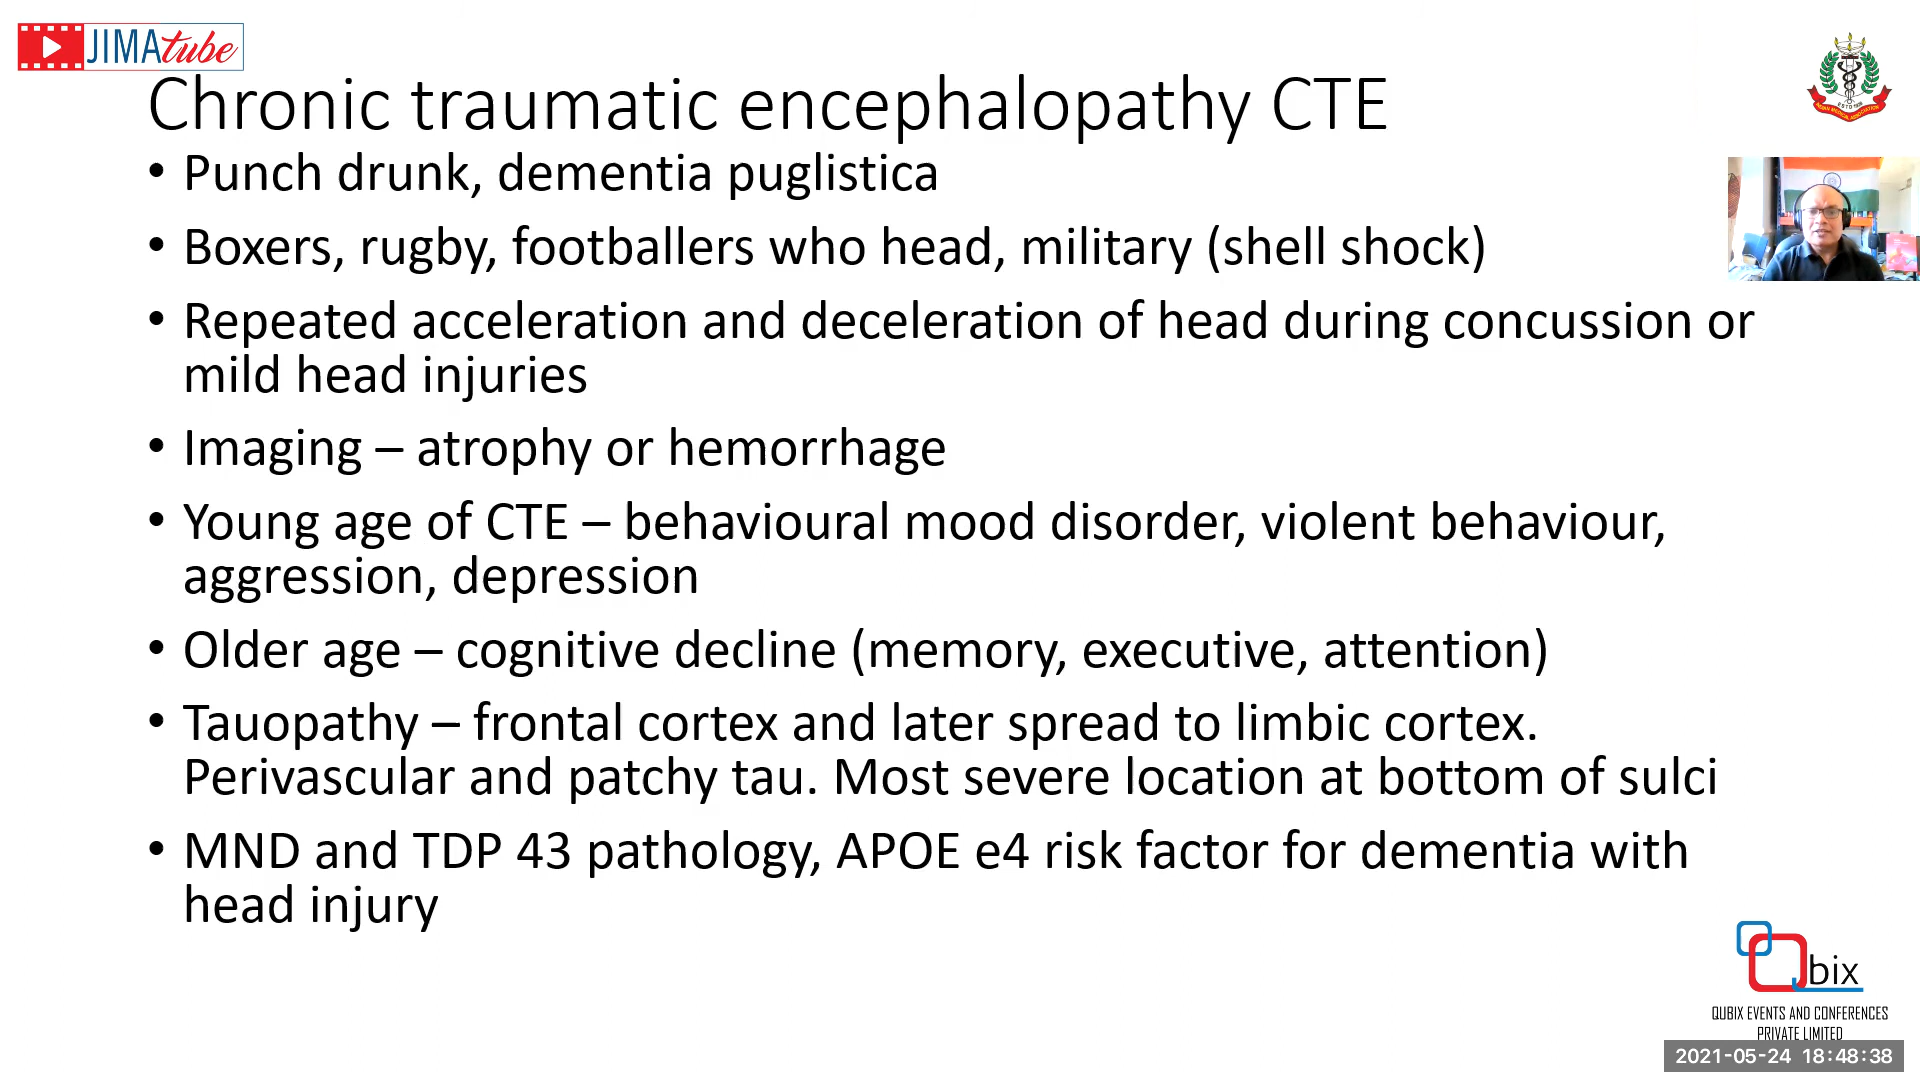 JIMAtube
Chronic traumatic encephalopathy CTE
• Punch drunk, dementia puglistica
• Boxers, rugby, footballers who head, military (shell shock)
• Repeated acceleration and deceleration of head during concussion or
mild head injuries
• Imaging – atrophy or hemorrhage
• Young age of CTE – behavioural mood disorder, violent behaviour,
aggression, depression
• Older age – cognitive decline (memory, executive, attention)
• Tauopathy – frontal cortex and later spread to limbic cortex.
Perivascular and patchy tau. Most severe location at bottom of sulci
• MND and TDP 43 pathology, APOE e4 risk factor for dementia with
head injury
INDIAN MEDICAL ASSOCIATION
Qbix
QUBIX EVENTS AND CONFERENCES
PRIVATE LIMITED
2021-05-24 18:48:38